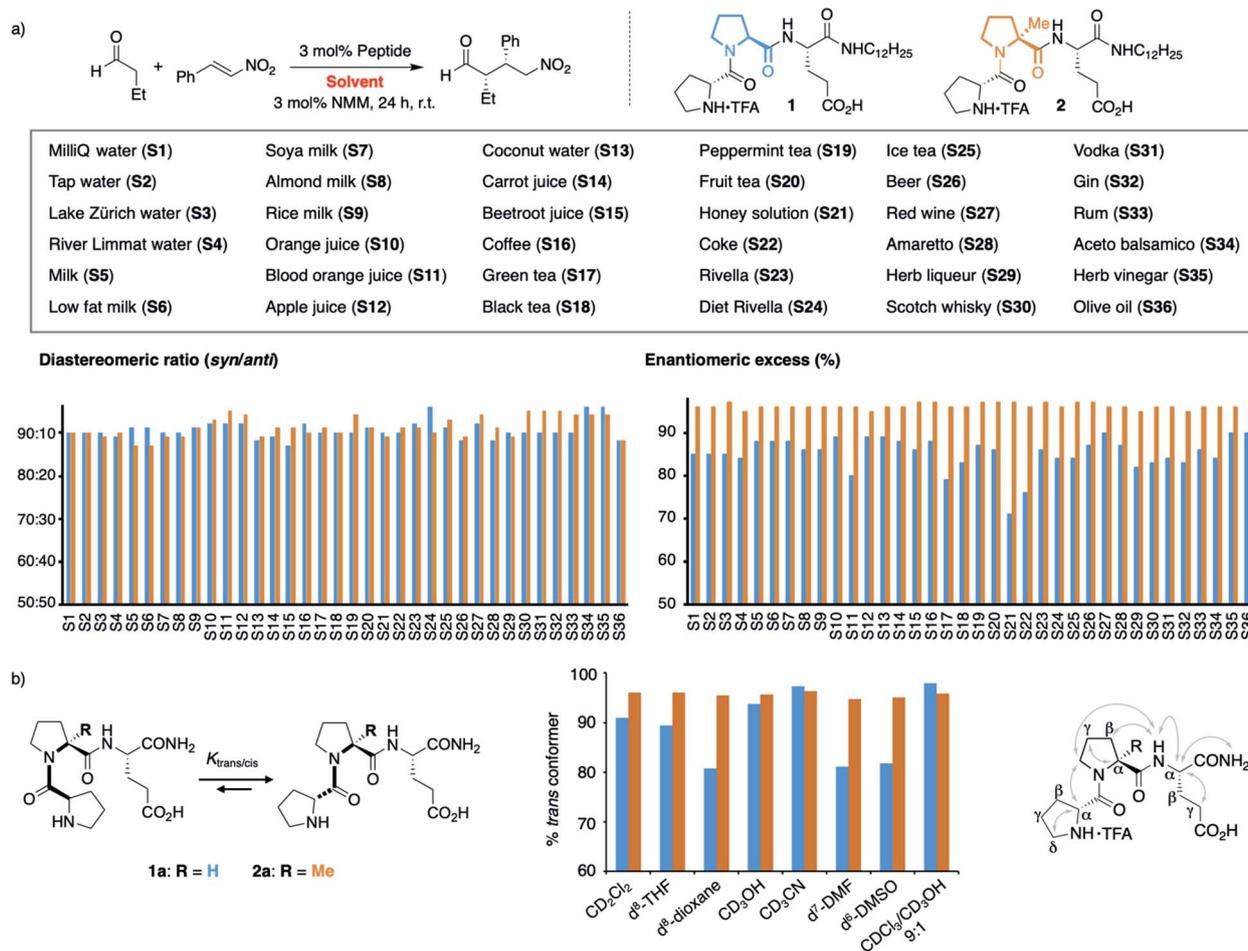 a)
O
H
Et
+
Ph
NO2
3 mol% Peptide
Solvent
3 mol% NMM, 24 h, r.t.
O
Ph
H
NO2
Et
N
O
H
N
O
NHC12H25
O
NH•TFA
1
CO2H
Me
N
O
H
N
O
NHC12H25
O
NH•TFA
2
CO2H
MilliQ water (S1) Soya milk (S7) Coconut water (S13) Peppermint tea (S19) Ice tea (S25) Vodka (S31)
Tap water (S2) Almond milk (S8) Carrot juice (S14) Fruit tea (S20) Beer (S26) Gin (S32)
Lake Zürich water (S3) Rice milk (S9) Beetroot juice (S15) Honey solution (S21) Red wine (S27) Rum (S33)
River Limmat water (S4) Orange juice (S10) Coffee (S16) Coke (S22) Amaretto (S28) Aceto balsamico (S34)
Milk (S5) Blood orange juice (S11) Green tea (S17) Rivella (S23) Herb liqueur (S29) Herb vinegar (S35)
Low fat milk (S6) Apple juice (S12) Black tea (S18) Diet Rivella (S24) Scotch whisky (S30) Olive oil (S36)
Diastereomeric ratio (syn/anti)
90:10
80:20
70:30
60:40
50:50
S1 S2 S3 S4 S5 S6 S7 S8 S9 S10 S11 S12 S13 S14 S15 S16 S17 S18 S19 S20 S21 S22 S23 S24 S25 S26 S27 S28 S29 S30 S31 S32 S33 S34 S35 S36
Enantiomeric excess (%)
90
80
70
60
50
S1 S2 S3 S4 S5 S6 S7 S8 S9 S10 S11 S12 S13 S14 S15 S16 S17 S18 S19 S20 S21 S22 S23 S24 S25 S26 S27 S28 S29 S30 S31 S32 S33 S34 S35 S36
b)
R
H
N
CONH2
N
O
O
CO2H
HN
Ktrans/cis
R
H
N
CONH2
N
O
O
CO2H
NH
1a: R = H 2a: R = Me
% trans conformer
100
90
80
70
60
CD2Cl2
d8-THF
d8-dioxane
CD3OH
CD3CN
d7-DMF
d6-DMSO
CDCl3/CD3OH
9:1
γ
β
R
H
N
CONH2
N
α
O
α
β
γ
β
O
γ
α
CO2H
NH•TFA
δ